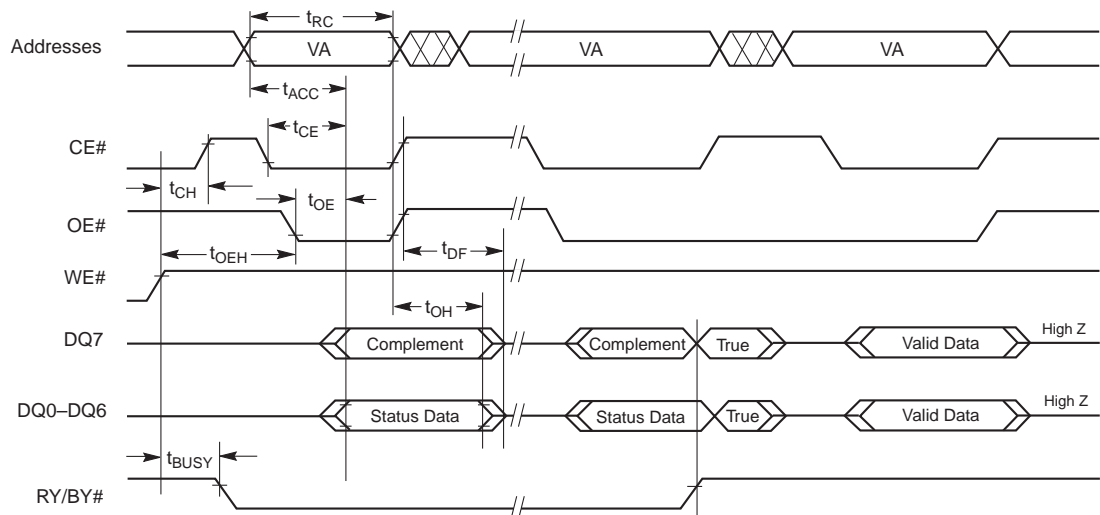 tRC
Addresses VA VA VA
tACC
tCE
CE#
tCH tOE
OE#
tOEH tDF
WE#
tOH
DQ7 Complement Complement True Valid Data High Z
DQ0–DQ6 Status Data Status Data True Valid Data High Z
tBUSY
RY/BY#